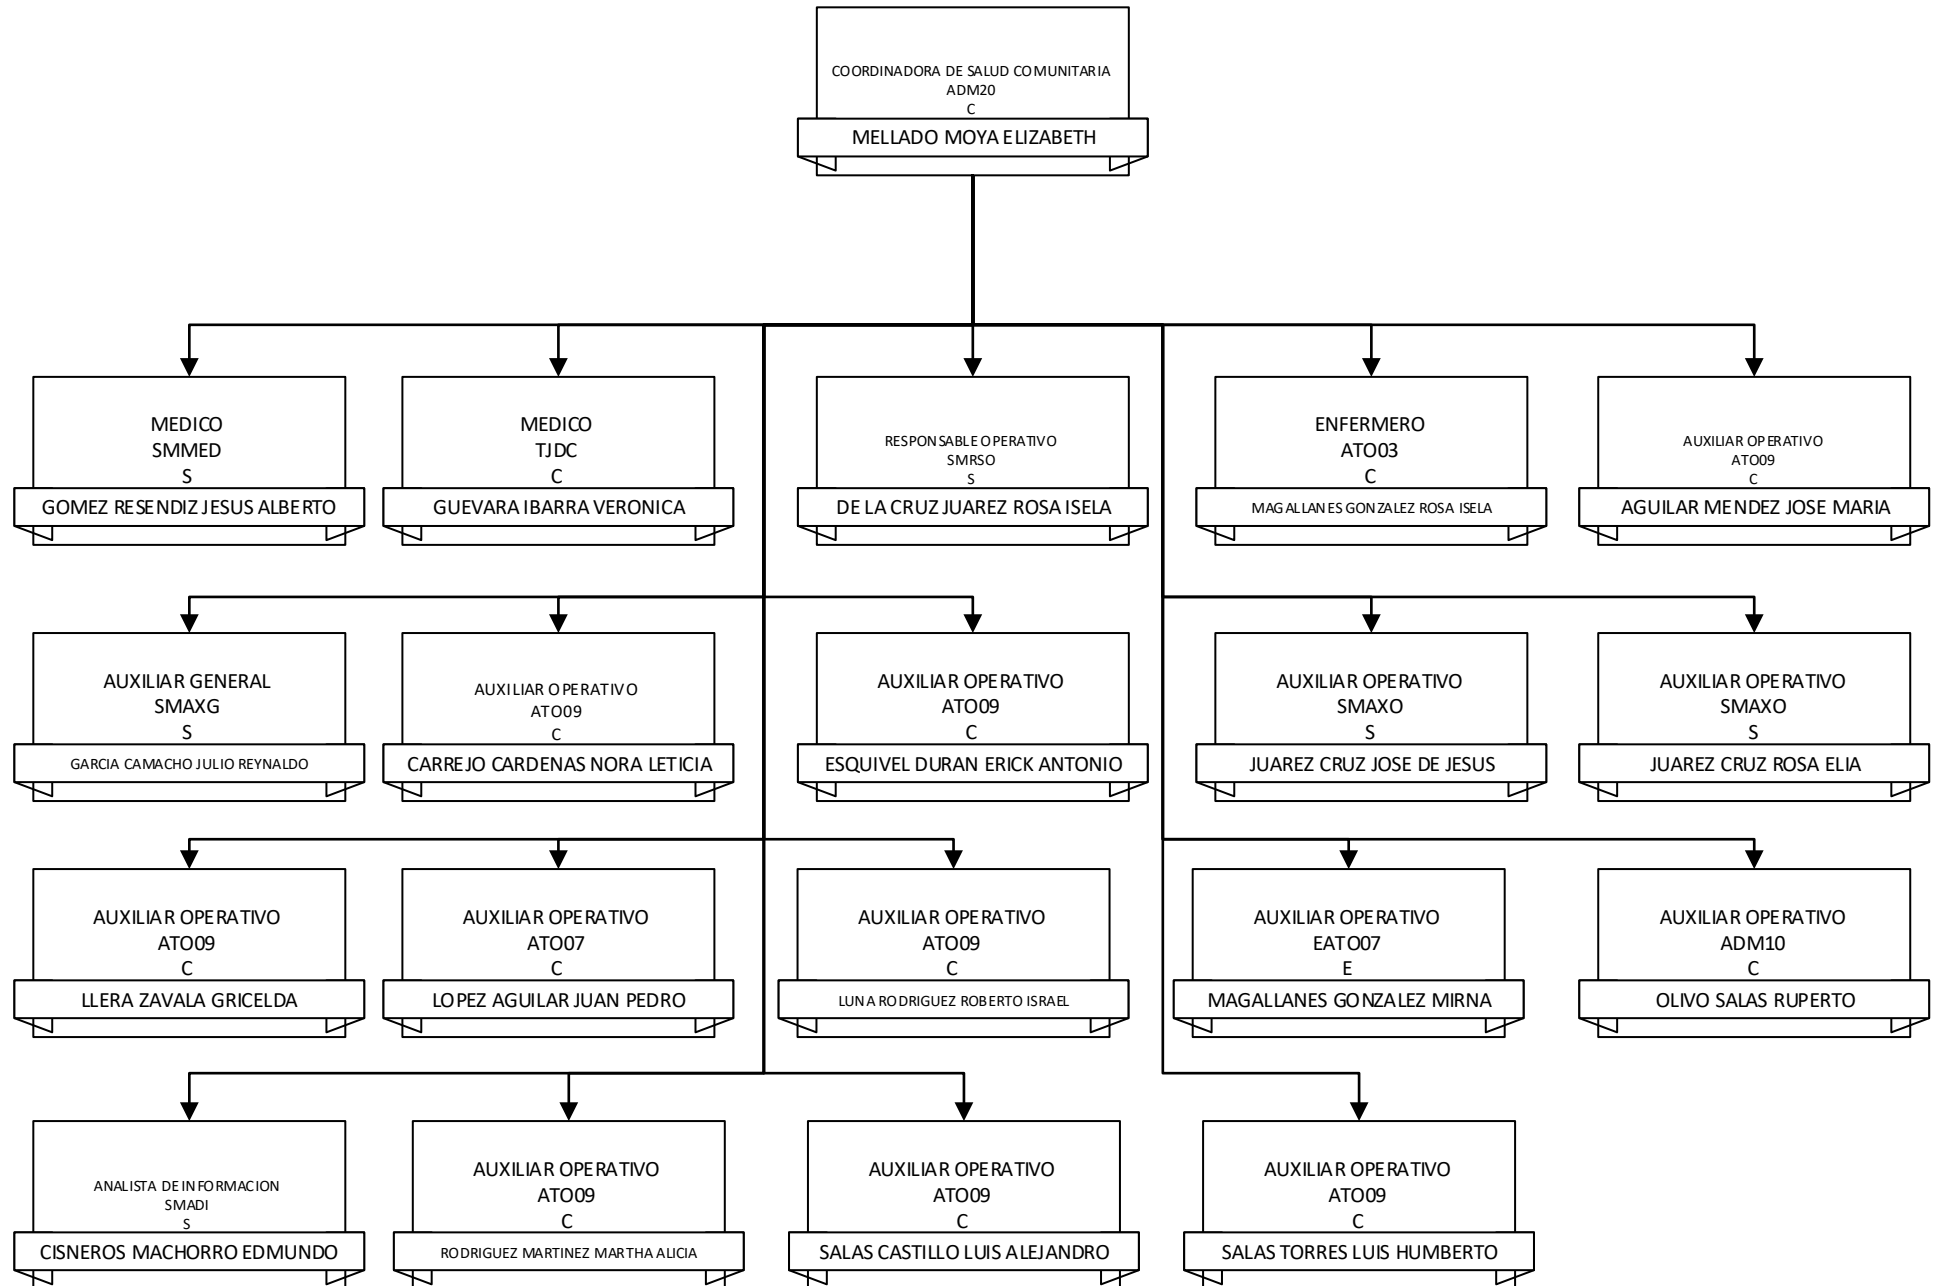 COORDINADORA DE SALUD COMUNITARIA
ADM20
C
MELLADO MOYA ELIZABETH
MEDICO
SMMED
S
GOMEZ RESENDIZ JESUS ALBERTO
MEDICO
TJDC
C
GUEVARA IBARRA VERONICA
RESPONSABLE OPERATIVO
SMRSO
S
DE LA CRUZ JUAREZ ROSA ISELA
ENFERMERO
ATO03
C
MAGALLANES GONZALEZ ROSA ISELA
AUXILIAR OPERATIVO
ATO09
C
AGUILAR MENDEZ JOSE MARIA
AUXILIAR GENERAL
SMAXG
S
GARCIA CAMACHO JULIO REYNALDO
AUXILIAR OPERATIVO
ATO09
C
CARREJO CARDENAS NORA LETICIA
AUXILIAR OPERATIVO
ATO09
C
ESQUIVEL DURAN ERICK ANTONIO
AUXILIAR OPERATIVO
SMAXO
S
JUAREZ CRUZ JOSE DE JESUS
AUXILIAR OPERATIVO
SMAXO
S
JUAREZ CRUZ ROSA ELIA
AUXILIAR OPERATIVO
ATO09
C
LLERA ZAVALA GRICELDA
AUXILIAR OPERATIVO
ATO07
C
LOPEZ AGUILAR JUAN PEDRO
AUXILIAR OPERATIVO
ATO09
C
LUNA RODRIGUEZ ROBERTO ISRAEL
AUXILIAR OPERATIVO
EATO07
E
MAGALLANES GONZALEZ MIRNA
AUXILIAR OPERATIVO
ADM10
C
OLIVO SALAS RUPERTO
ANALISTA DE INFORMACION
SMADI
S
CISNEROS MACHORRO EDMUNDO
AUXILIAR OPERATIVO
ATO09
C
RODRIGUEZ MARTINEZ MARTHA ALICIA
AUXILIAR OPERATIVO
ATO09
C
SALAS CASTILLO LUIS ALEJANDRO
AUXILIAR OPERATIVO
ATO09
C
SALAS TORRES LUIS HUMBERTO